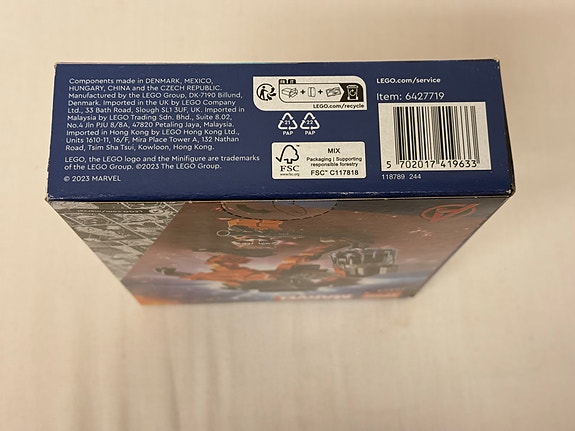 Components made in DENMARK, MEXICO,
HUNGARY, CHINA and the CZECH REPUBLIC.
Manufactured by the LEGO Group, DK-7190 Billund,
Denmark. Imported in the UK by LEGO Company
Ltd., 33 Bath Road, Slough SL1 3UF, UK. Imported in
Malaysia by LEGO Trading Sdn. Bhd., Suite 8.02,
No.4 Jln PJU 8/8A, 47820 Petaling Jaya, Malaysia.
Imported in Hong Kong by LEGO Hong Kong Ltd.,
Units 1610-11, 16/F, Mira Place Tower A, 132 Nathan
Road, Tsim Sha Tsui, Kowloon, Hong Kong.
LEGO, the LEGO logo and the Minifigure are trademarks
of the LEGO Group. ©2023 The LEGO Group.
© 2023 MARVEL
LEGO.com/recycle
21
PAP
22
PAP
FSC
www.fsc.org
MIX
Packaging | Supporting
responsible forestry
FSC™ C117818
LEGO.com/service
Item: 6427719
5 702017 419633
118789 244